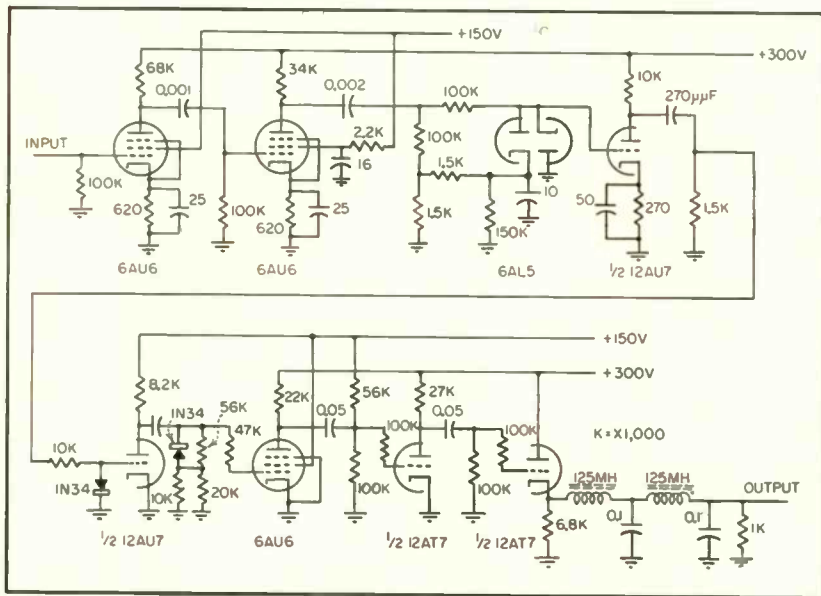 +150V
+300V
68K
0.001
34K
0.002
100K
10K
270μμF
INPUT
2.2K
100K
16
1.5K
10
100K
620
25
100K
620
25
1.5K
150K
50
270
1.5K
6AU6
6AU6
6AL5
1/2 12AU7
+150V
+300V
8.2K
1N34
56K
47K
22K
0.05
56K
27K
0.05
100K
100K
K=X1,000
10K
1N34
10K
20K
100K
100K
125MH
125MH
OUTPUT
6.8K
0.1
0.1
1K
1/2 12AU7
6AU6
1/2 12AT7
1/2 12AT7